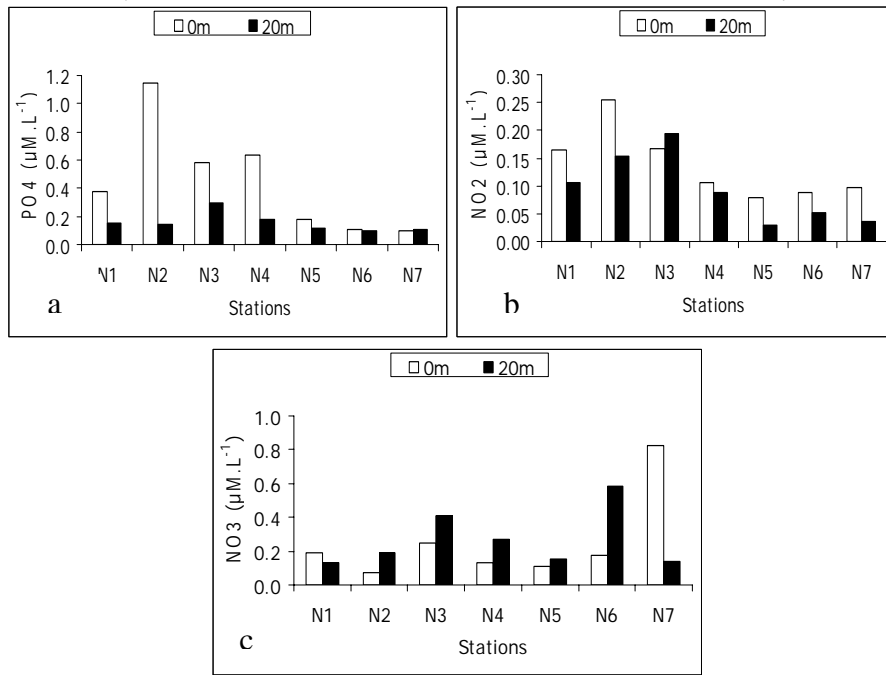 0m 20m
PO4 (µM.L-1)
1.2
1.0
0.8
0.6
0.4
0.2
0.0
N1 N2 N3 N4 N5 N6 N7
a
Stations
0m 20m
NO2 (µM.L-1)
0.30
0.25
0.20
0.15
0.10
0.05
0.00
N1 N2 N3 N4 N5 N6 N7
b
Stations
0m 20m
NO3 (µM.L-1)
1.0
0.8
0.6
0.4
0.2
0.0
N1 N2 N3 N4 N5 N6 N7
c
Stations